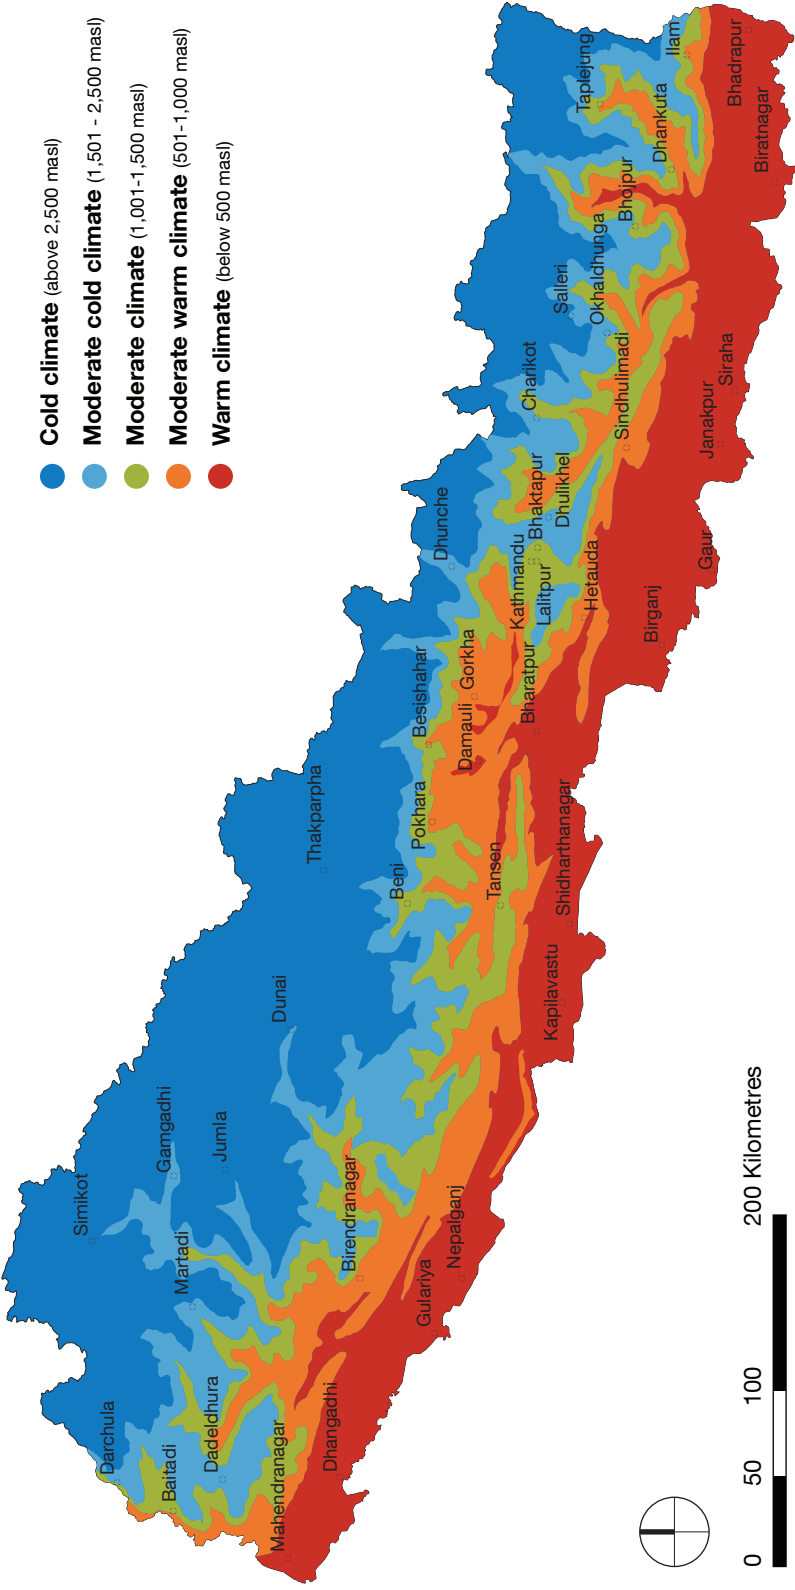 Cold climate (above 2,500 masl)
Moderate cold climate (1,501 - 2,500 masl)
Moderate climate (1,001-1,500 masl)
Moderate warm climate (501-1,000 masl)
Warm climate (below 500 masl)
Simikot
Darchula
Gamgadhi
Baitadi
Martadi
Jumla
Dadeldhura
Dunai
Mahendranagar
Thakparpha
Dhangadhi
Birendranagar
Beni
Pokhara
Besishahar
Gulariya
Dhunche
Nepalganj
Damauli
Gorkha
Tansen
Kathmandu
Bharatpur
Charikot
Bhaktapur
Lalitpur
Kapilavastu
Shidharthanagar
Dhulikhel
Salleri
Taplejung
Hetauda
Okhaldhunga
Sindhulimadi
Bhojpur
Birganj
Dhankuta
Ilam
Gaur
Janakpur
Siraha
Bhadrapur
Biratnagar
0 50 100 200 Kilometres